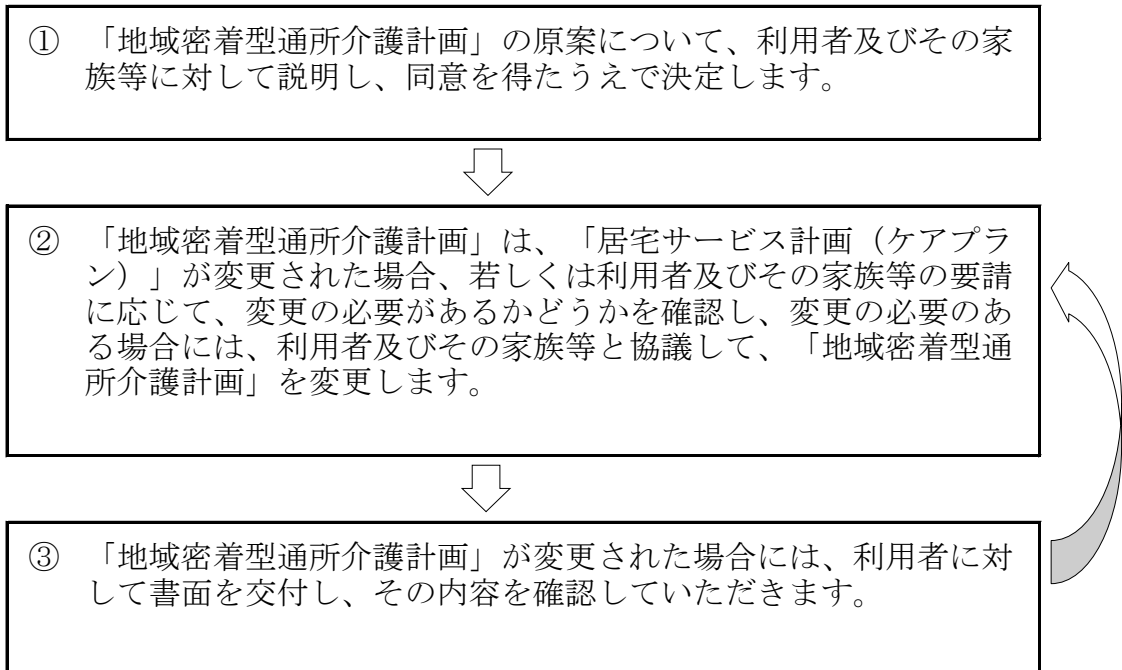 ① 「地域密着型通所介護計画」の原案について、利用者及びその家
族等に対して説明し、同意を得たうえで決定します。
② 「地域密着型通所介護計画」は、「居宅サービス計画（ケアプラ
ン）」が変更された場合、若しくは利用者及びその家族等の要請
に応じて、変更の必要があるかどうかを確認し、変更の必要のあ
る場合には、利用者及びその家族等と協議して、「地域密着型通
所介護計画」を変更します。
③ 「地域密着型通所介護計画」が変更された場合には、利用者に対
して書面を交付し、その内容を確認していただきます。